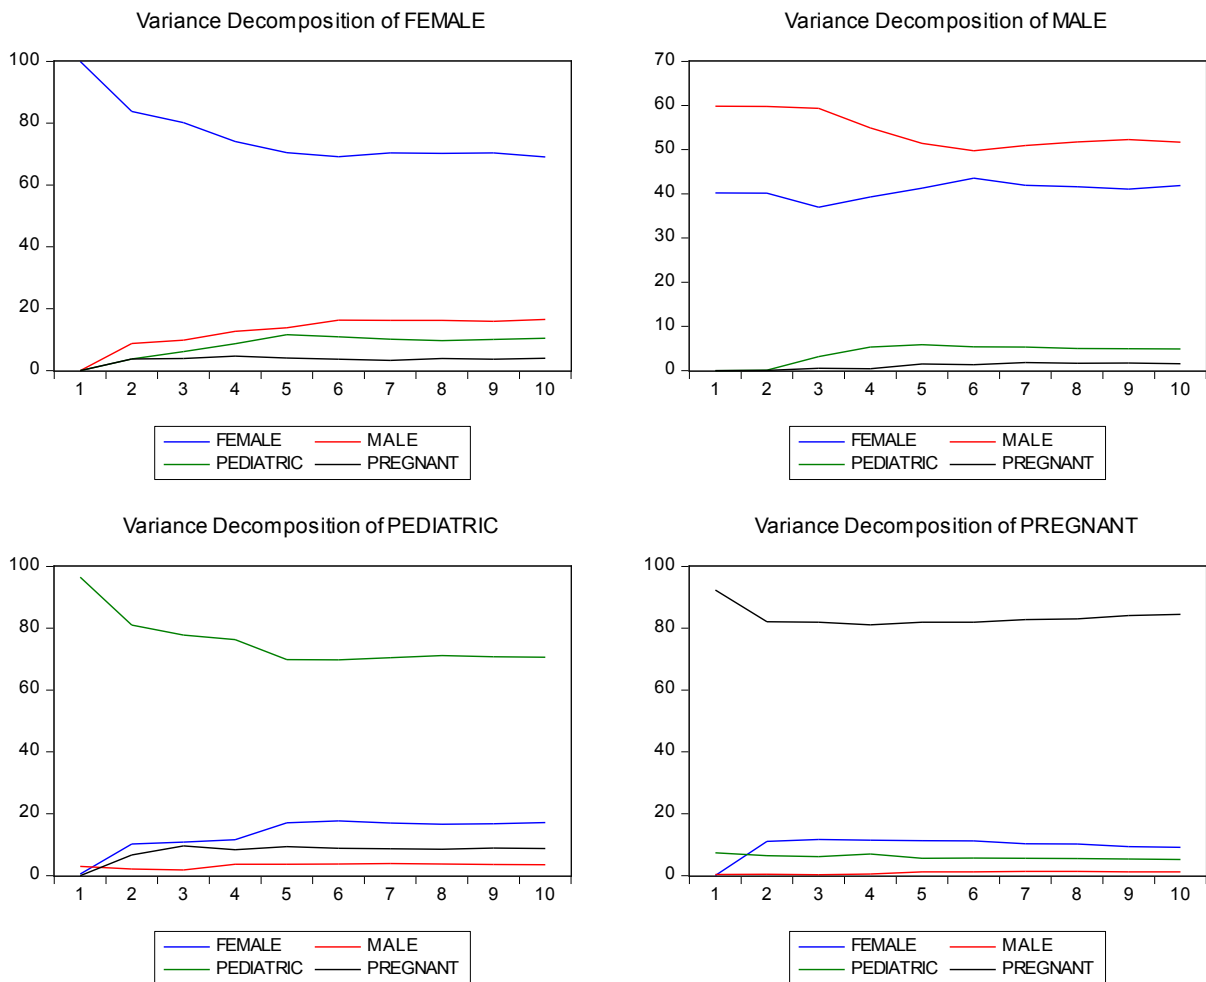 Variance Decomposition of FEMALE
100
80
60
40
20
0
1 2 3 4 5 6 7 8 9 10
FEMALE MALE
PEDIATRIC PREGNANT
Variance Decomposition of MALE
70
60
50
40
30
20
10
0
1 2 3 4 5 6 7 8 9 10
FEMALE MALE
PEDIATRIC PREGNANT
Variance Decomposition of PEDIATRIC
100
80
60
40
20
0
1 2 3 4 5 6 7 8 9 10
FEMALE MALE
PEDIATRIC PREGNANT
Variance Decomposition of PREGNANT
100
80
60
40
20
0
1 2 3 4 5 6 7 8 9 10
FEMALE MALE
PEDIATRIC PREGNANT